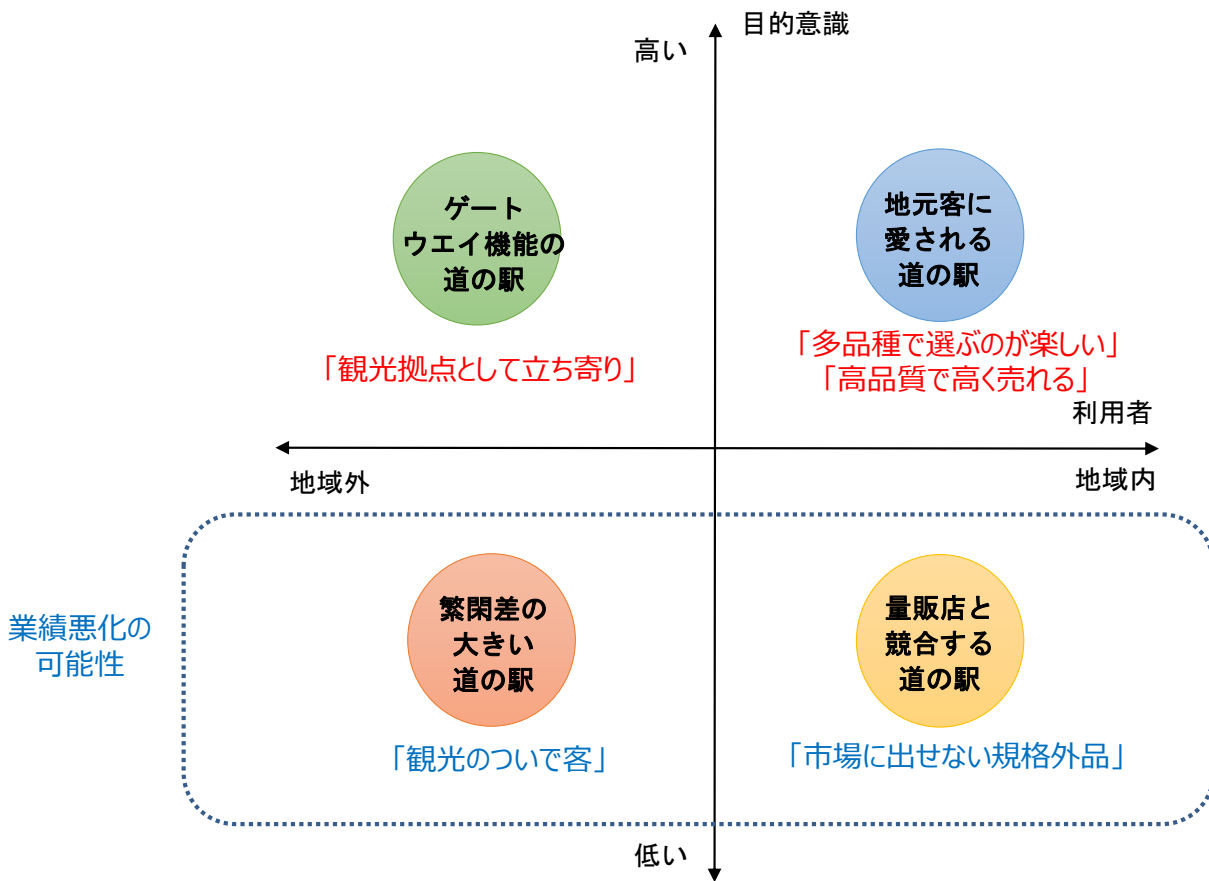 目的意識
高い
ゲート
ウエイ機能の
道の駅
地元客に
愛される
道の駅
「観光拠点として立ち寄り」
「多品種で選ぶのが楽しい」
「高品質で高く売れる」
利用者
地域外
地域内
業績悪化の
可能性
繁閑差の
大きい
道の駅
量販店と
競合する
道の駅
「観光のついで客」
「市場に出せない規格外品」
低い